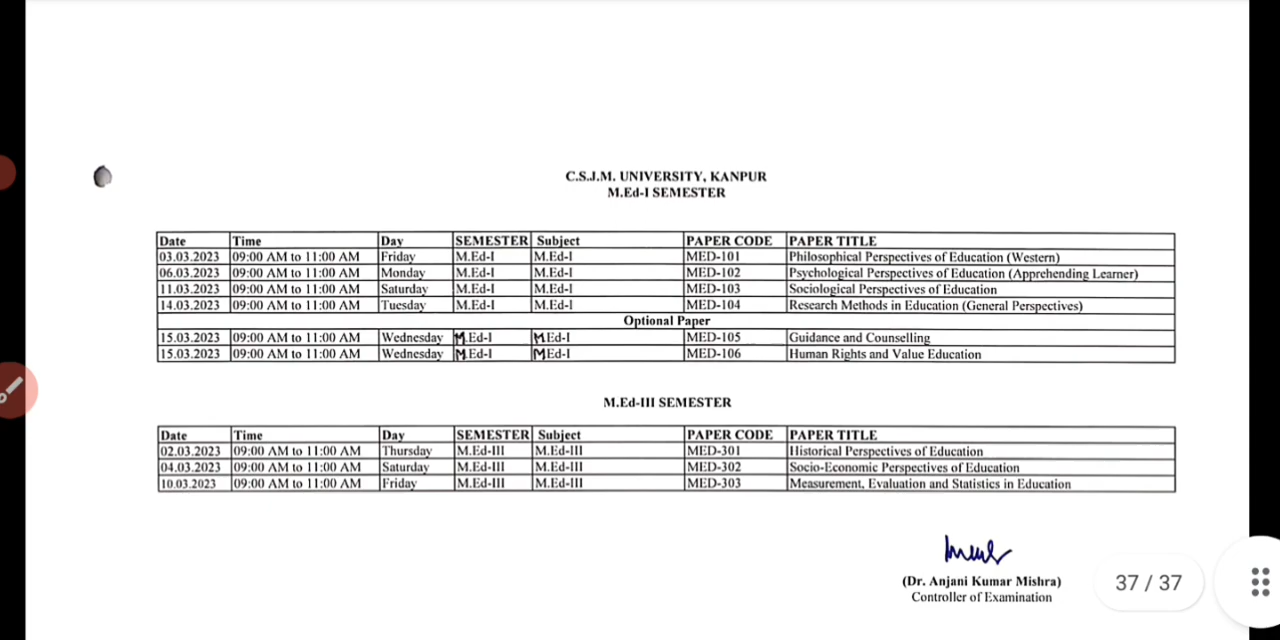 C.S.J.M. UNIVERSITY, KANPUR
M.Ed-I SEMESTER
Date Time Day SEMESTER Subject PAPER CODE PAPER TITLE
03.03.2023 09:00 AM to 11:00 AM Friday M.Ed-I M.Ed-I MED-101 Philosophical Perspectives of Education (Western)
06.03.2023 09:00 AM to 11:00 AM Monday M.Ed-I M.Ed-I MED-102 Psychological Perspectives of Education (Apprehending Learner)
11.03.2023 09:00 AM to 11:00 AM Saturday M.Ed-I M.Ed-I MED-103 Sociological Perspectives of Education
14.03.2023 09:00 AM to 11:00 AM Tuesday M.Ed-I M.Ed-I MED-104 Research Methods in Education (General Perspectives)
Optional Paper
15.03.2023 09:00 AM to 11:00 AM Wednesday M.Ed-I MEd-I MED-105 Guidance and Counselling
15.03.2023 09:00 AM to 11:00 AM Wednesday M.Ed-I MEd-I MED-106 Human Rights and Value Education
M.Ed-III SEMESTER
Date Time Day SEMESTER Subject PAPER CODE PAPER TITLE
02.03.2023 09:00 AM to 11:00 AM Thursday M.Ed-III M.Ed-III MED-301 Historical Perspectives of Education
04.03.2023 09:00 AM to 11:00 AM Saturday M.Ed-III M.Ed-III MED-302 Socio-Economic Perspectives of Education
10.03.2023 09:00 AM to 11:00 AM Friday M.Ed-III M.Ed-III MED-303 Measurement, Evaluation and Statistics in Education
(Dr. Anjani Kumar Mishra)
Controller of Examination
37 / 37